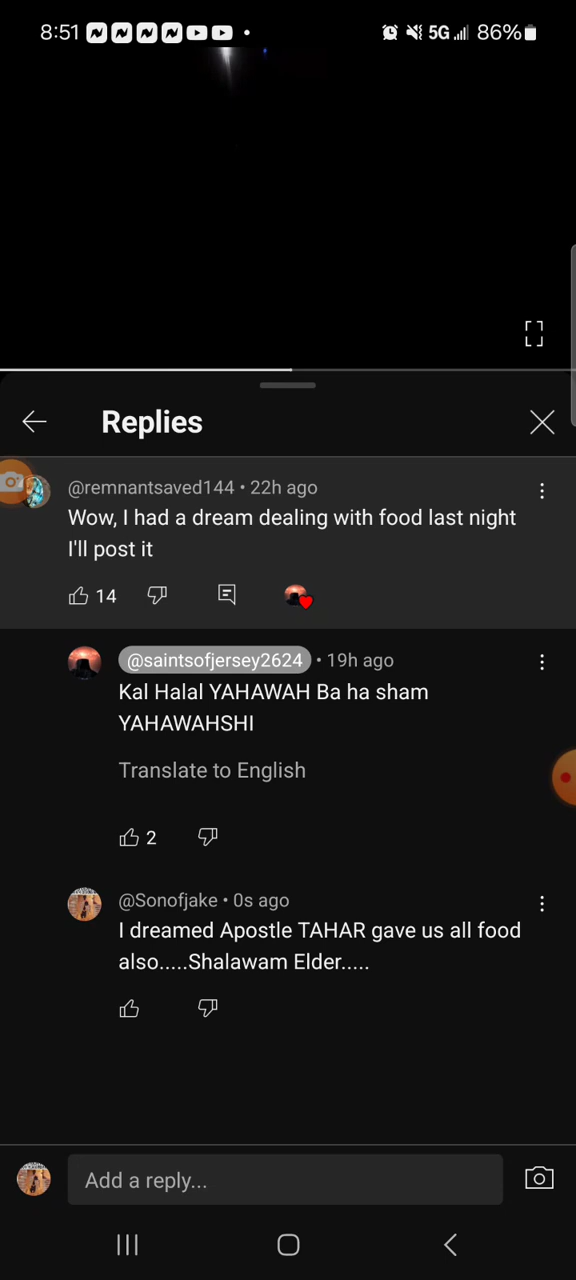 8:51 5G 86%
Replies
@remnantsaved144 • 22h ago
Wow, I had a dream dealing with food last night
I'll post it
14
@saintsofjersey2624 • 19h ago
Kal Halal YAHAWAH Ba ha sham
YAHAWAHSHI
Translate to English
2
@Sonofjake • 0s ago
I dreamed Apostle TAHAR gave us all food
also.....Shalawam Elder.....
Add a reply...